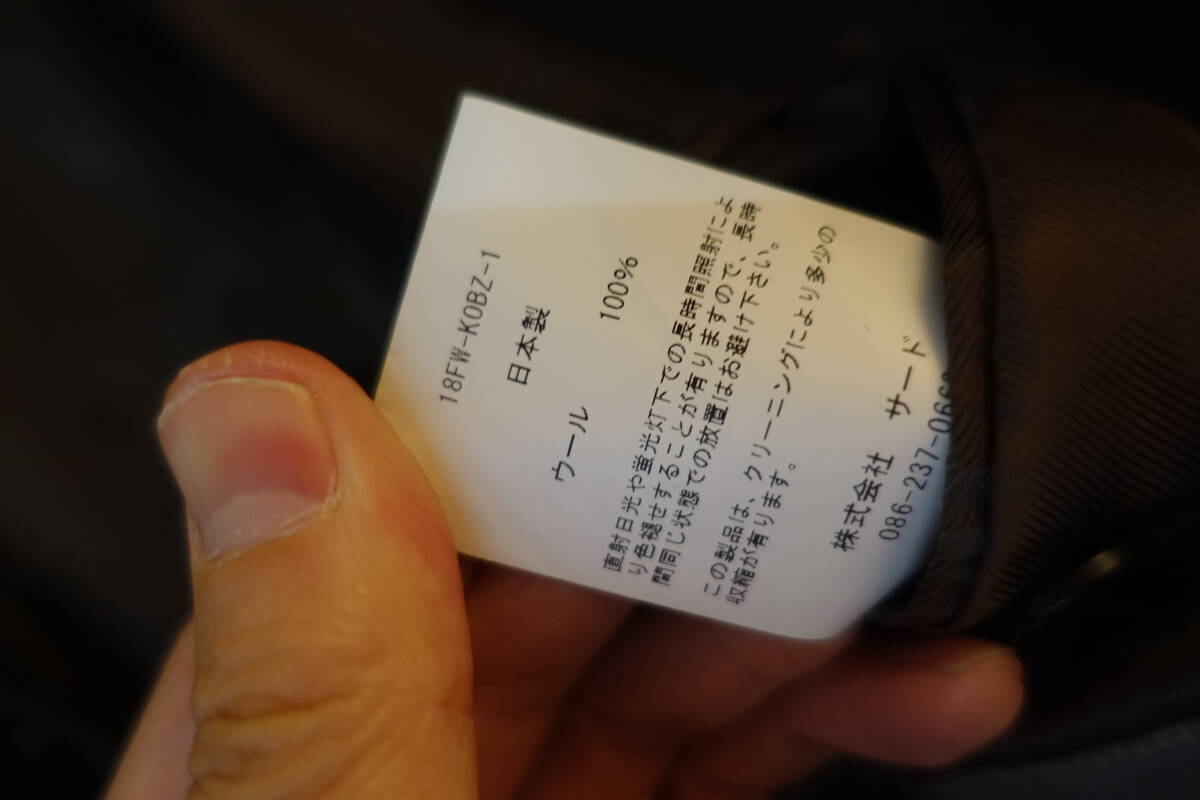 18FW-KOBZ-1
日本製
ウール 100%
直射日光や蛍光灯下での長時間照射によ
り色褪せすることが有りますので、長時
間同じ状態での放置はお避け下さい。
この製品は、クリーニングにより多少の
収縮が有ります。
株式会社 サード
086-237-066